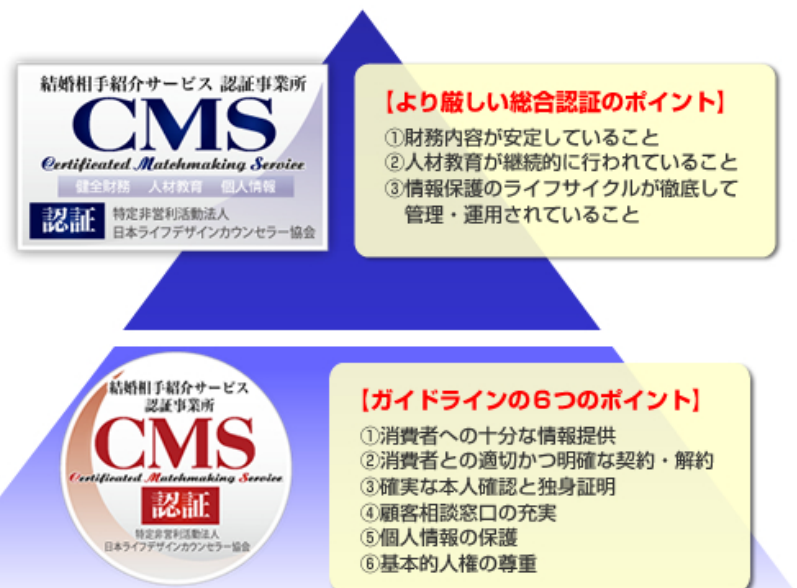 結婚相手紹介サービス 認証事業所
CMS
Certificated Matchmaking Service
健全財務 人材教育 個人情報
認証
特定非営利活動法人
日本ライフデザインカウンセラー協会
【より厳しい総合認証のポイント】
①財務内容が安定していること
②人材教育が継続的に行われていること
③情報保護のライフサイクルが徹底して
管理・運用されていること
結婚相手紹介サービス
認証事業所
CMS
Certificated Matchmaking Service
認証
特定非営利活動法人
日本ライフデザインカウンセラー協会
【ガイドラインの6つのポイント】
①消費者への十分な情報提供
②消費者との適切かつ明確な契約・解約
③確実な本人確認と独身証明
④顧客相談窓口の充実
⑤個人情報の保護
⑥基本的人権の尊重